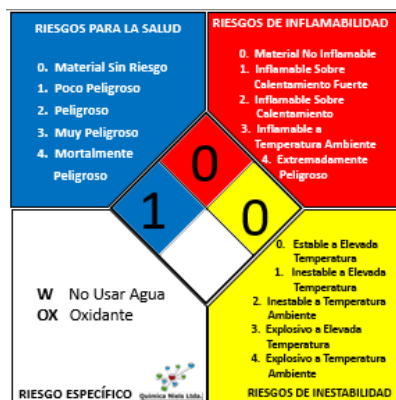 RIESGOS PARA LA SALUD
0. Material Sin Riesgo
1. Poco Peligroso
2. Peligroso
3. Muy Peligroso
4. Mortalmente
Peligroso
RIESGOS DE INFLAMABILIDAD
0. Material No Inflamable
1. Inflamable Sobre
Calentamiento Fuerte
2. Inflamable Sobre
Calentamiento
3. Inflamable a
Temperatura Ambiente
4. Extremadamente
Peligroso
0
1
0
W No Usar Agua
OX Oxidante
RIESGO ESPECÍFICO
Química Niels Ltda.
0. Estable a Elevada
Temperatura
1. Inestable a Elevada
Temperatura
2. Inestable a Temperatura
Ambiente
3. Explosivo a Elevada
Temperatura
4. Explosivo a Temperatura
Ambiente
RIESGOS DE INESTABILIDAD